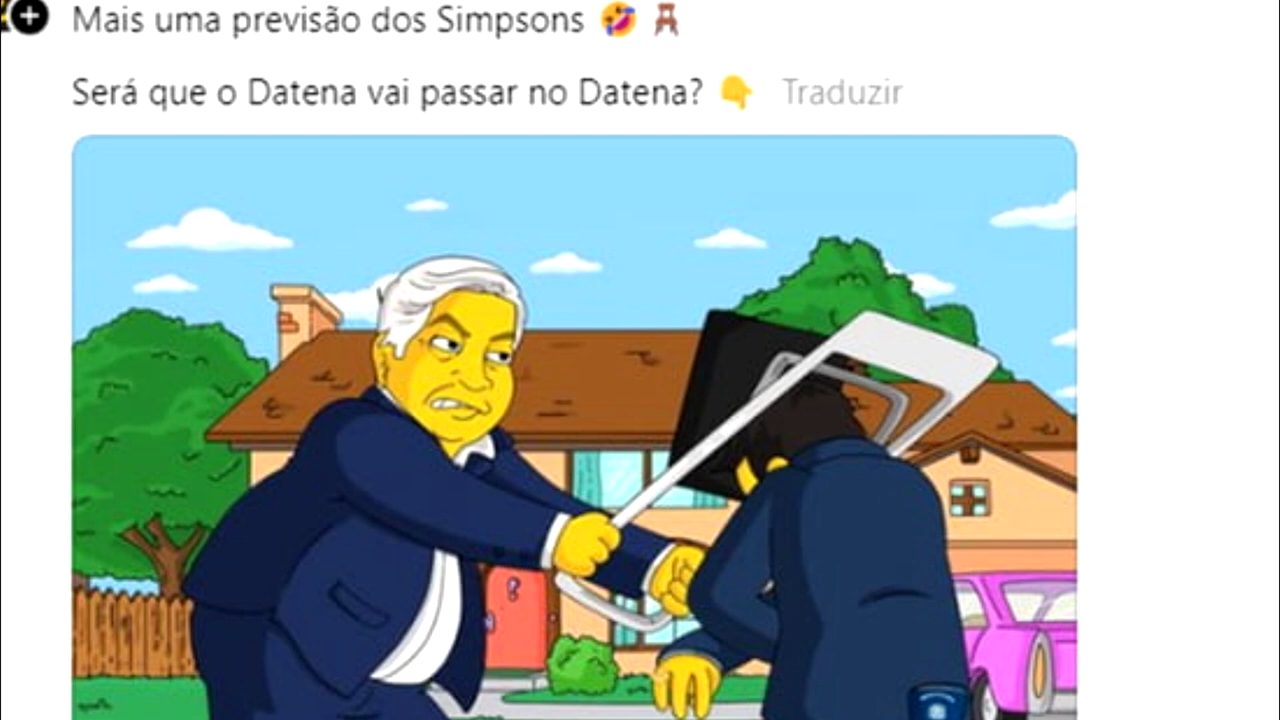 Mais uma previsão dos Simpsons 🤣 🪑
Será que o Datena vai passar no Datena? 👇 Traduzir